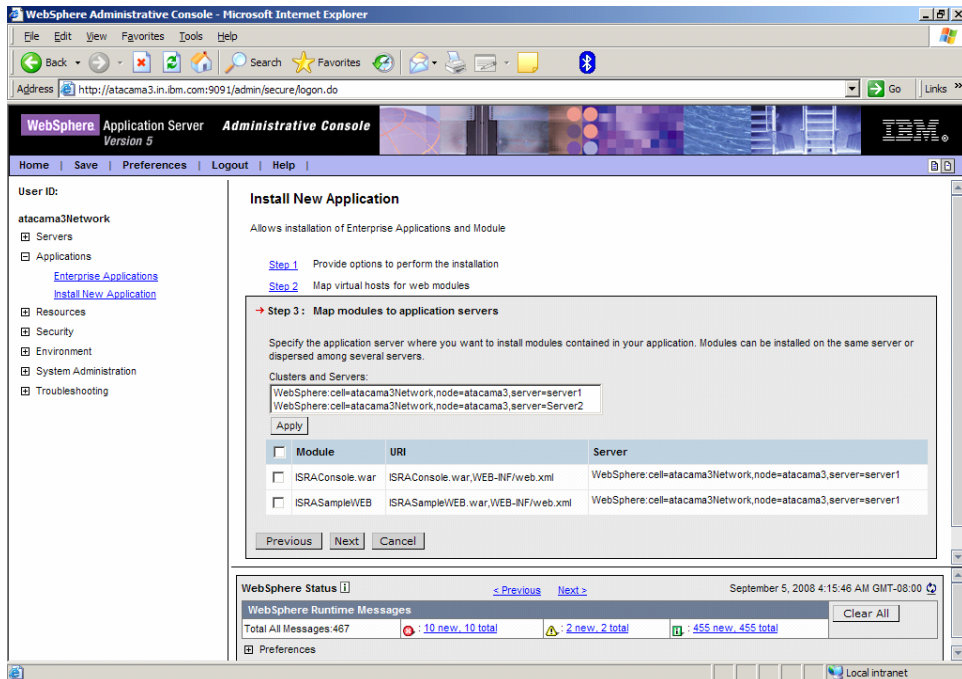 WebSphere Administrative Console - Microsoft Internet Explorer
File Edit View Favorites Tools Help
Back Search Favorites
Address http://atacama3.in.ibm.com:9091/admin/secure/logon.do Go Links »
WebSphere Application Server Administrative Console
Version 5
IBM
Home | Save | Preferences | Logout | Help |
User ID:
atacama3Network
Servers
Applications
Enterprise Applications
Install New Application
Resources
Security
Environment
System Administration
Troubleshooting
Install New Application
Allows installation of Enterprise Applications and Module
Step 1 Provide options to perform the installation
Step 2 Map virtual hosts for web modules
→ Step 3 : Map modules to application servers
Specify the application server where you want to install modules contained in your application. Modules can be installed on the same server or
dispersed among several servers.
Clusters and Servers:
WebSphere:cell=atacama3Network,node=atacama3,server=server1
WebSphere:cell=atacama3Network,node=atacama3,server=Server2
Apply
Module URI Server
ISRAConsole.war ISRAConsole.war,WEB-INF/web.xml WebSphere:cell=atacama3Network,node=atacama3,server=server1
ISRASampleWEB ISRASampleWEB.war,WEB-INF/web.xml WebSphere:cell=atacama3Network,node=atacama3,server=server1
Previous Next Cancel
WebSphere Status i < Previous Next > September 5, 2008 4:15:46 AM GMT-08:00
WebSphere Runtime Messages Clear All
Total All Messages:467 : 10 new, 10 total : 2 new, 2 total : 455 new, 455 total
Preferences
Local intranet